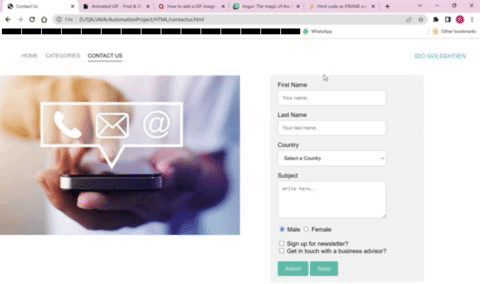 Contact Us
Animated GIF - Find & D
How to add a GIF image
Imgur: The magic of the
Html code as IFRAME sr
File
D:/QA/JAVA/AutomationProject/HTML/contactus.html
WhatsApp
Other bookmarks
HOME
CATEGORIES
CONTACT US
IDO GOLDSHTIEN
@
First Name
Your name..
Last Name
Your last name..
Country
Select a Country
Subject
Write here..
Male
Female
Sign up for newsletter?
Get in touch with a business advisor?
Submit
Reset